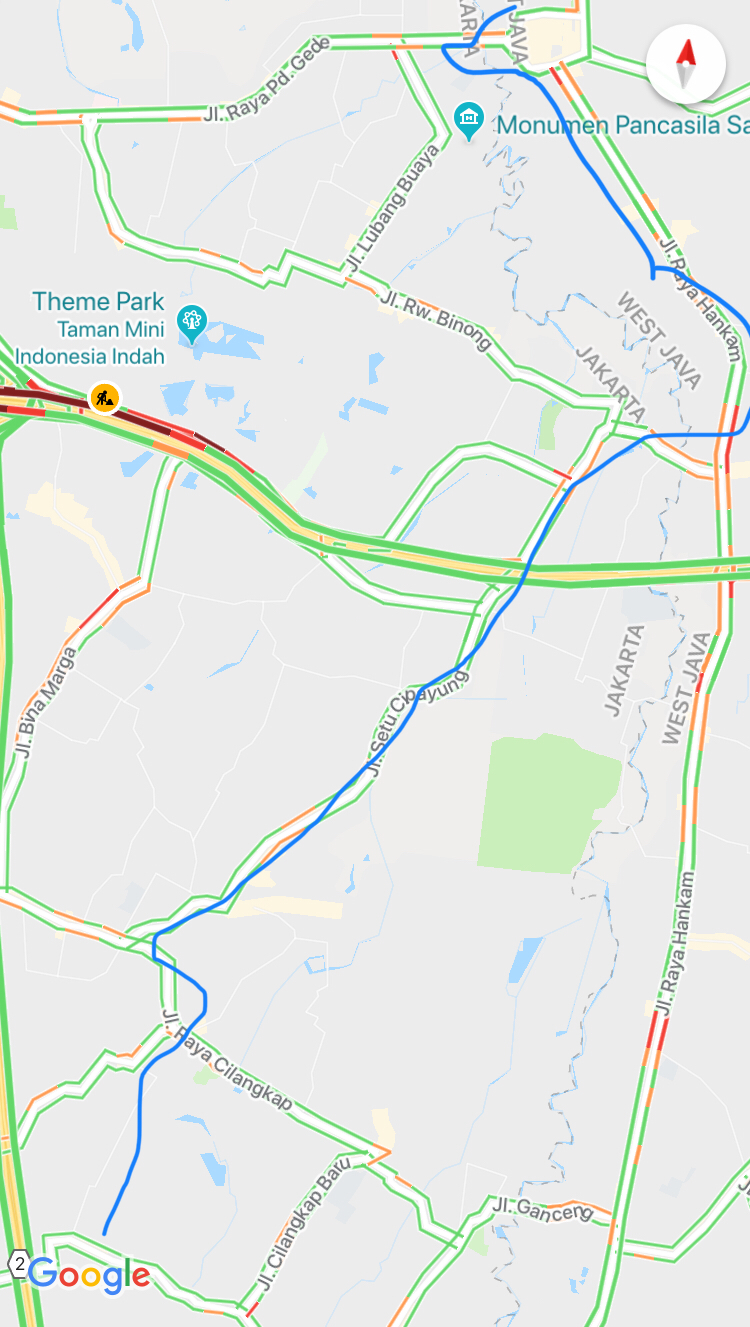 JAKARTA
T JAVA
Jl. Raya Pd. Gede
Monumen Pancasila Sa
Jl. Lubang Buaya
Jl. Raya Hankam
Theme Park
Taman Mini
Indonesia Indah
Jl. Rw. Binong
WEST JAVA
JAKARTA
JAKARTA
WEST JAVA
Jl. Bina Marga
Jl. Setu Cipayung
Jl. Raya Hankam
Jl. Raya Cilangkap
Jl. Cilangkap Baru
Jl. Ganceng
2
Google